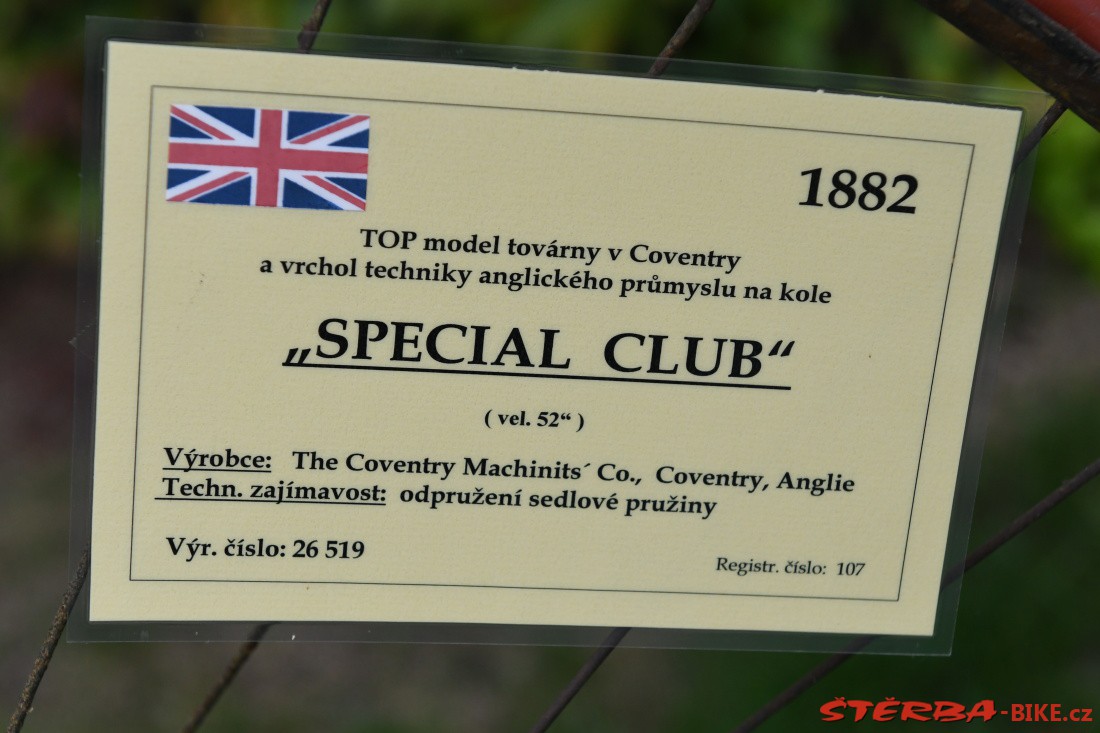 1882
TOP model továrny v Coventry
a vrchol techniky anglického průmyslu na kole
„SPECIAL CLUB“
( vel. 52“ )
Výrobce: The Coventry Machinits´ Co., Coventry, Anglie
Techn. zajímavost: odpružení sedlové pružiny
Výr. číslo: 26 519
Registr. číslo: 107
ŠTĚRBA-BIKE.cz